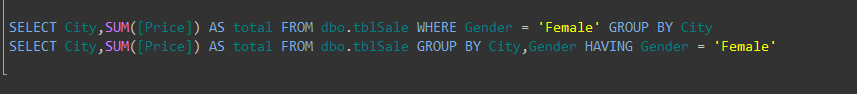 SELECT City,SUM([Price]) AS total FROM dbo.tblSale WHERE Gender = 'Female' GROUP BY City
SELECT City,SUM([Price]) AS total FROM dbo.tblSale GROUP BY City,Gender HAVING Gender = 'Female'